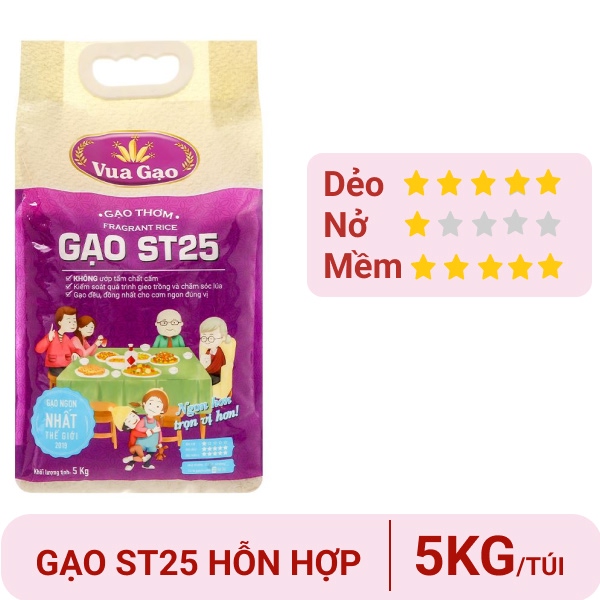 Vua Gạo
GẠO THƠM
FRAGRANT RICE
GẠO ST25
KHÔNG ướp tẩm chất cấm
Kiểm soát quá trình gieo trồng và chăm sóc lúa
Gạo đều, đồng nhất cho cơm ngon đúng vị
GẠO NGON
NHẤT
THẾ GIỚI
2019
Ngon hơn
trọn vị hơn!
Khối lượng tịnh: 5 Kg
Dẻo
Nở
Mềm
GẠO ST25 HỖN HỢP
5KG/TÚI